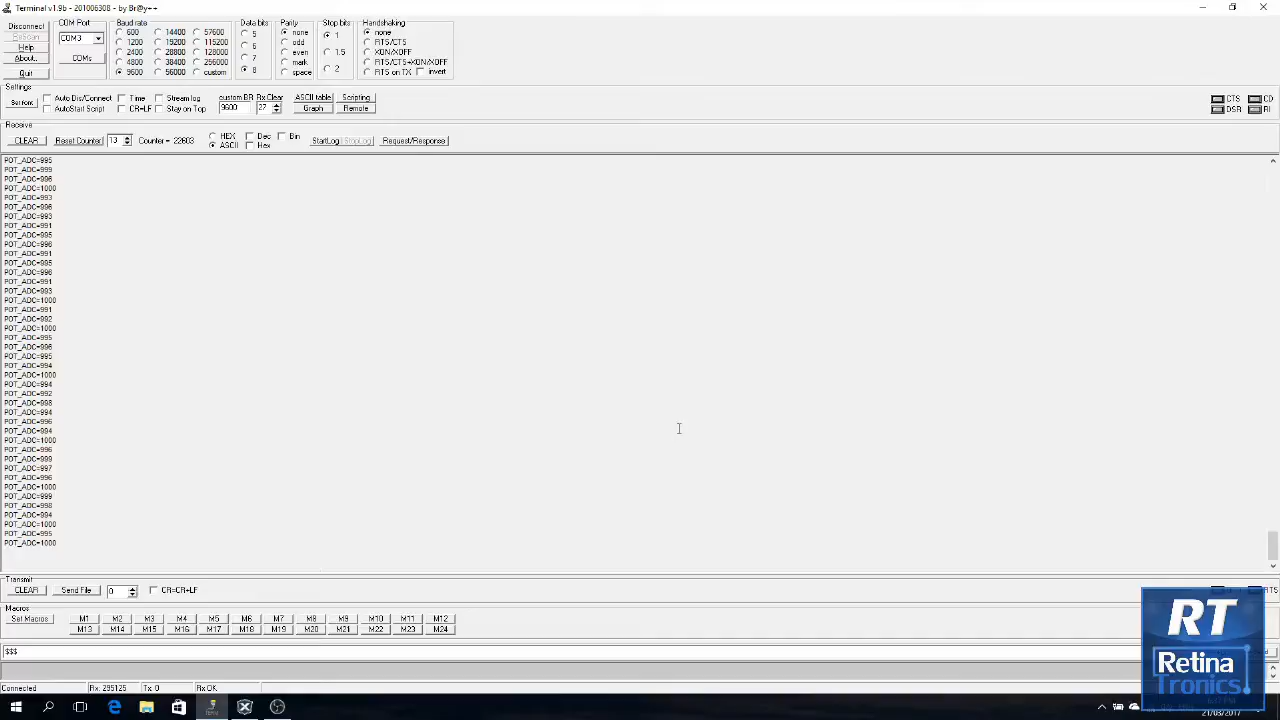 Terminal v1.9b - 201006308 - by Br@y++
Disconnect
ReScan
Help
About..
Quit
COM Port
COM3
COMs
Baud rate
600 14400 57600
1200 19200 115200
2400 28800 128000
4800 38400 256000
9600 56000 custom
Data bits
5
6
7
8
Parity
none
odd
even
mark
space
Stop bits
1
1.5
2
Handshaking
none
RTS/CTS
XON/XOFF
RTS/CTS+XON/XOFF
RTS on TX invert
Settings
Set font
Auto Dis/Connect Time Stream log
AutoStart Script CR=LF Stay on Top
custom BR Rx Clear
9600 27
ASCII table Scripting
Graph Remote
CTS CD
DSR RI
Receive
CLEAR Reset Counter 13 Counter = 22603
HEX Dec Bin
ASCII Hex
StartLog StopLog Request/Response
POT_ADC=995
POT_ADC=999
POT_ADC=996
POT_ADC=1000
POT_ADC=993
POT_ADC=996
POT_ADC=993
POT_ADC=991
POT_ADC=995
POT_ADC=998
POT_ADC=991
POT_ADC=995
POT_ADC=998
POT_ADC=991
POT_ADC=993
POT_ADC=1000
POT_ADC=991
POT_ADC=992
POT_ADC=1000
POT_ADC=995
POT_ADC=996
POT_ADC=995
POT_ADC=994
POT_ADC=1000
POT_ADC=994
POT_ADC=992
POT_ADC=998
POT_ADC=994
POT_ADC=996
POT_ADC=994
POT_ADC=1000
POT_ADC=996
POT_ADC=999
POT_ADC=997
POT_ADC=996
POT_ADC=1000
POT_ADC=999
POT_ADC=998
POT_ADC=994
POT_ADC=1000
POT_ADC=995
POT_ADC=1000
Transmit
CLEAR Send File 0 CR=CR+LF
RTS
Macros
Set Macros
M1 M2 M3 M4 M5 M6 M7 M8 M9 M10 M11 M12
M13 M14 M15 M16 M17 M18 M19 M20 M21 M22 M23 M24
$$$
Connected Rx: 295125 Tx: 0 Rx OK
RT
Retina
Tronics
21/03/2017